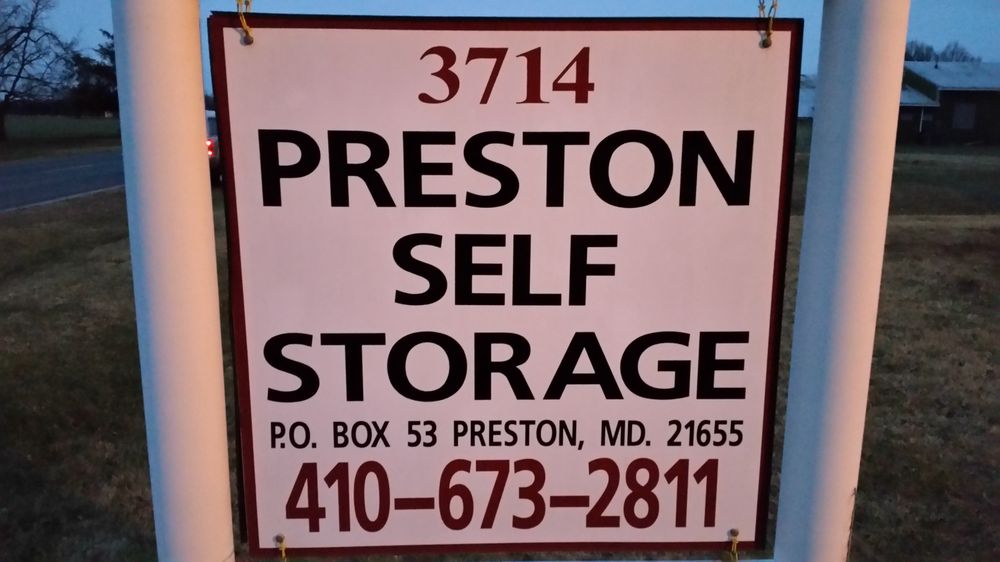 3714
PRESTON
SELF
STORAGE
P.O. BOX 53 PRESTON, MD. 21655
410-673-2811